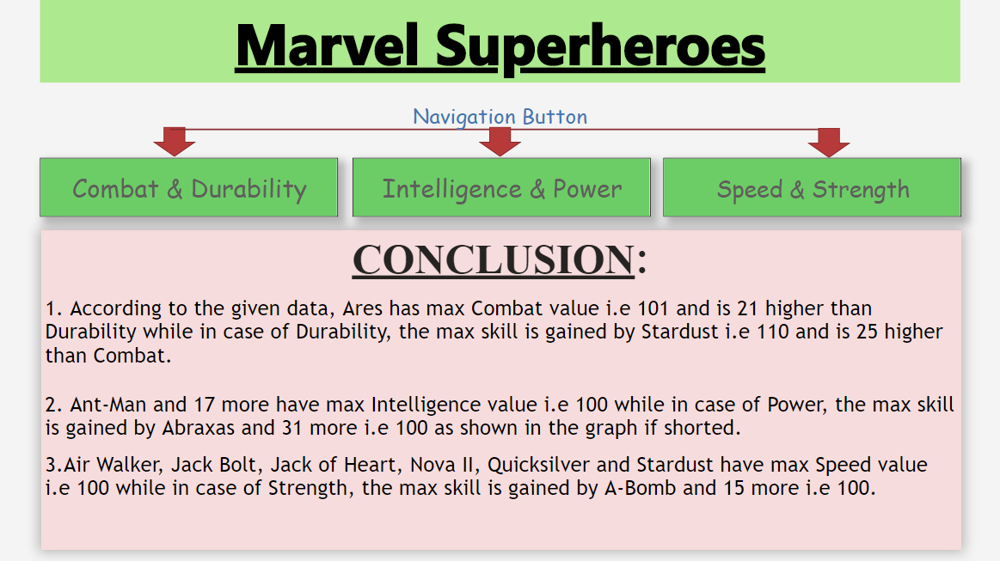 Marvel Superheroes
Navigation Button
Combat & Durability
Intelligence & Power
Speed & Strength
CONCLUSION:
1. According to the given data, Ares has max Combat value i.e 101 and is 21 higher than
Durability while in case of Durability, the max skill is gained by Stardust i.e 110 and is 25 higher
than Combat.
2. Ant-Man and 17 more have max Intelligence value i.e 100 while in case of Power, the max skill
is gained by Abraxas and 31 more i.e 100 as shown in the graph if shorted.
3.Air Walker, Jack Bolt, Jack of Heart, Nova II, Quicksilver and Stardust have max Speed value
i.e 100 while in case of Strength, the max skill is gained by A-Bomb and 15 more i.e 100.